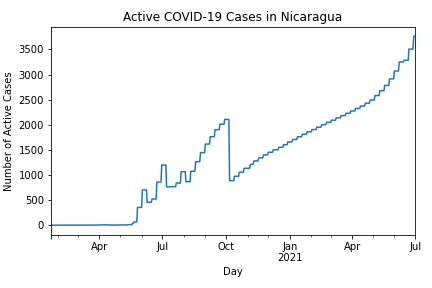 Active COVID-19 Cases in Nicaragua
Number of Active Cases
3500
3000
2500
2000
1500
1000
500
0
Apr Jul Oct Jan Apr Jul
2021
Day